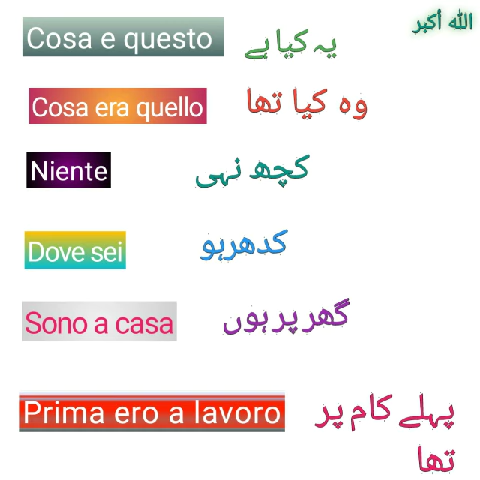 الله أكبر
Cosa e questo یہ کیا ہے
Cosa era quello وہ کیا تھا
Niente کچھ نہی
Dove sei کدھر ہو
Sono a casa گھر پر ہوں
Prima ero a lavoro پہلے کام پر
تھا